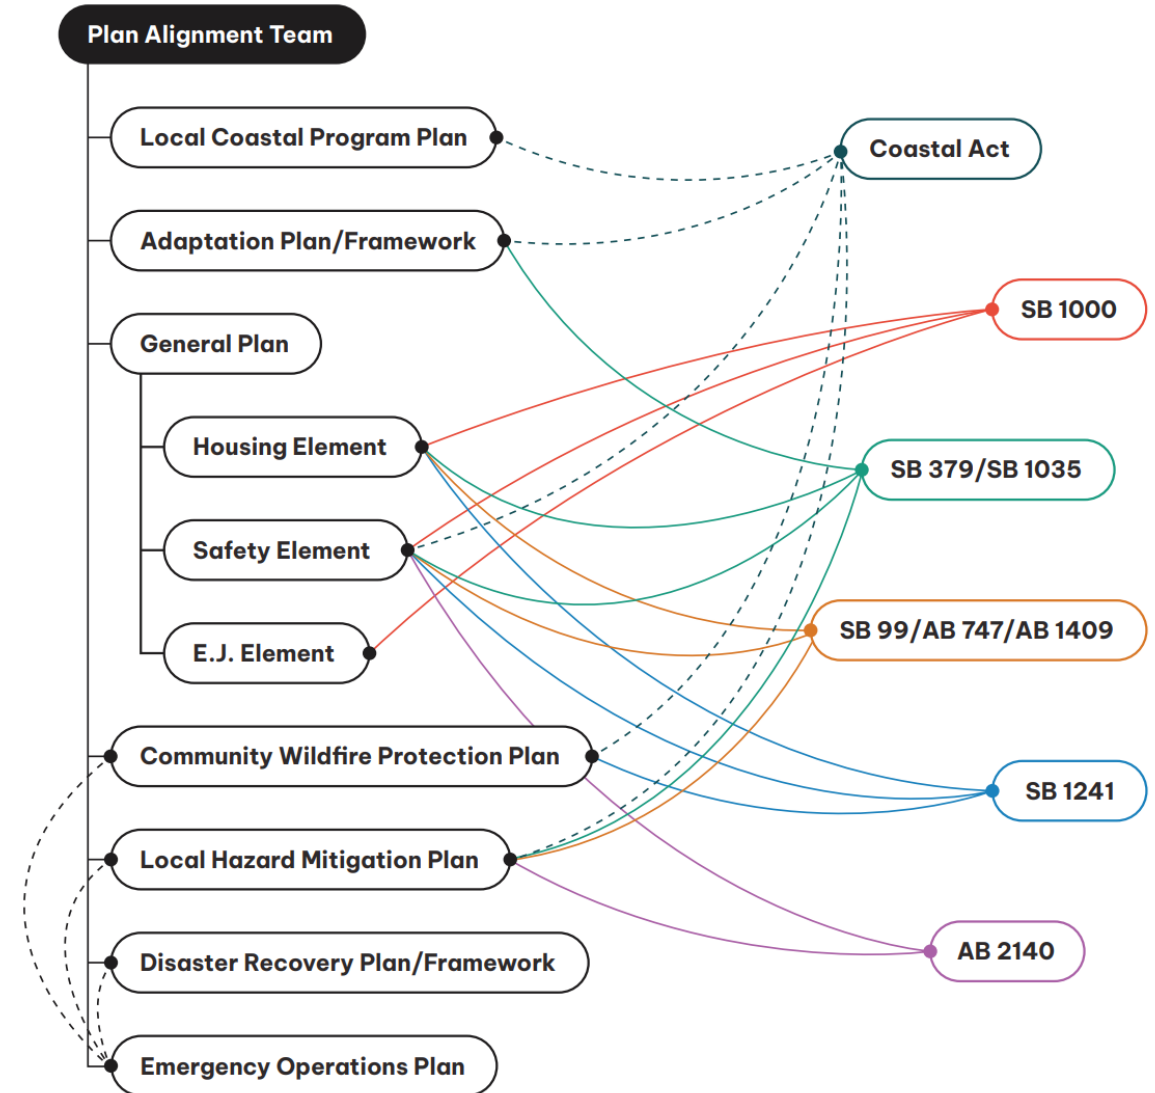 Plan Alignment Team
Local Coastal Program Plan
Coastal Act
Adaptation Plan/Framework
SB 1000
General Plan
Housing Element
SB 379/SB 1035
Safety Element
SB 99/AB 747/AB 1409
E.J. Element
Community Wildfire Protection Plan
SB 1241
Local Hazard Mitigation Plan
AB 2140
Disaster Recovery Plan/Framework
Emergency Operations Plan